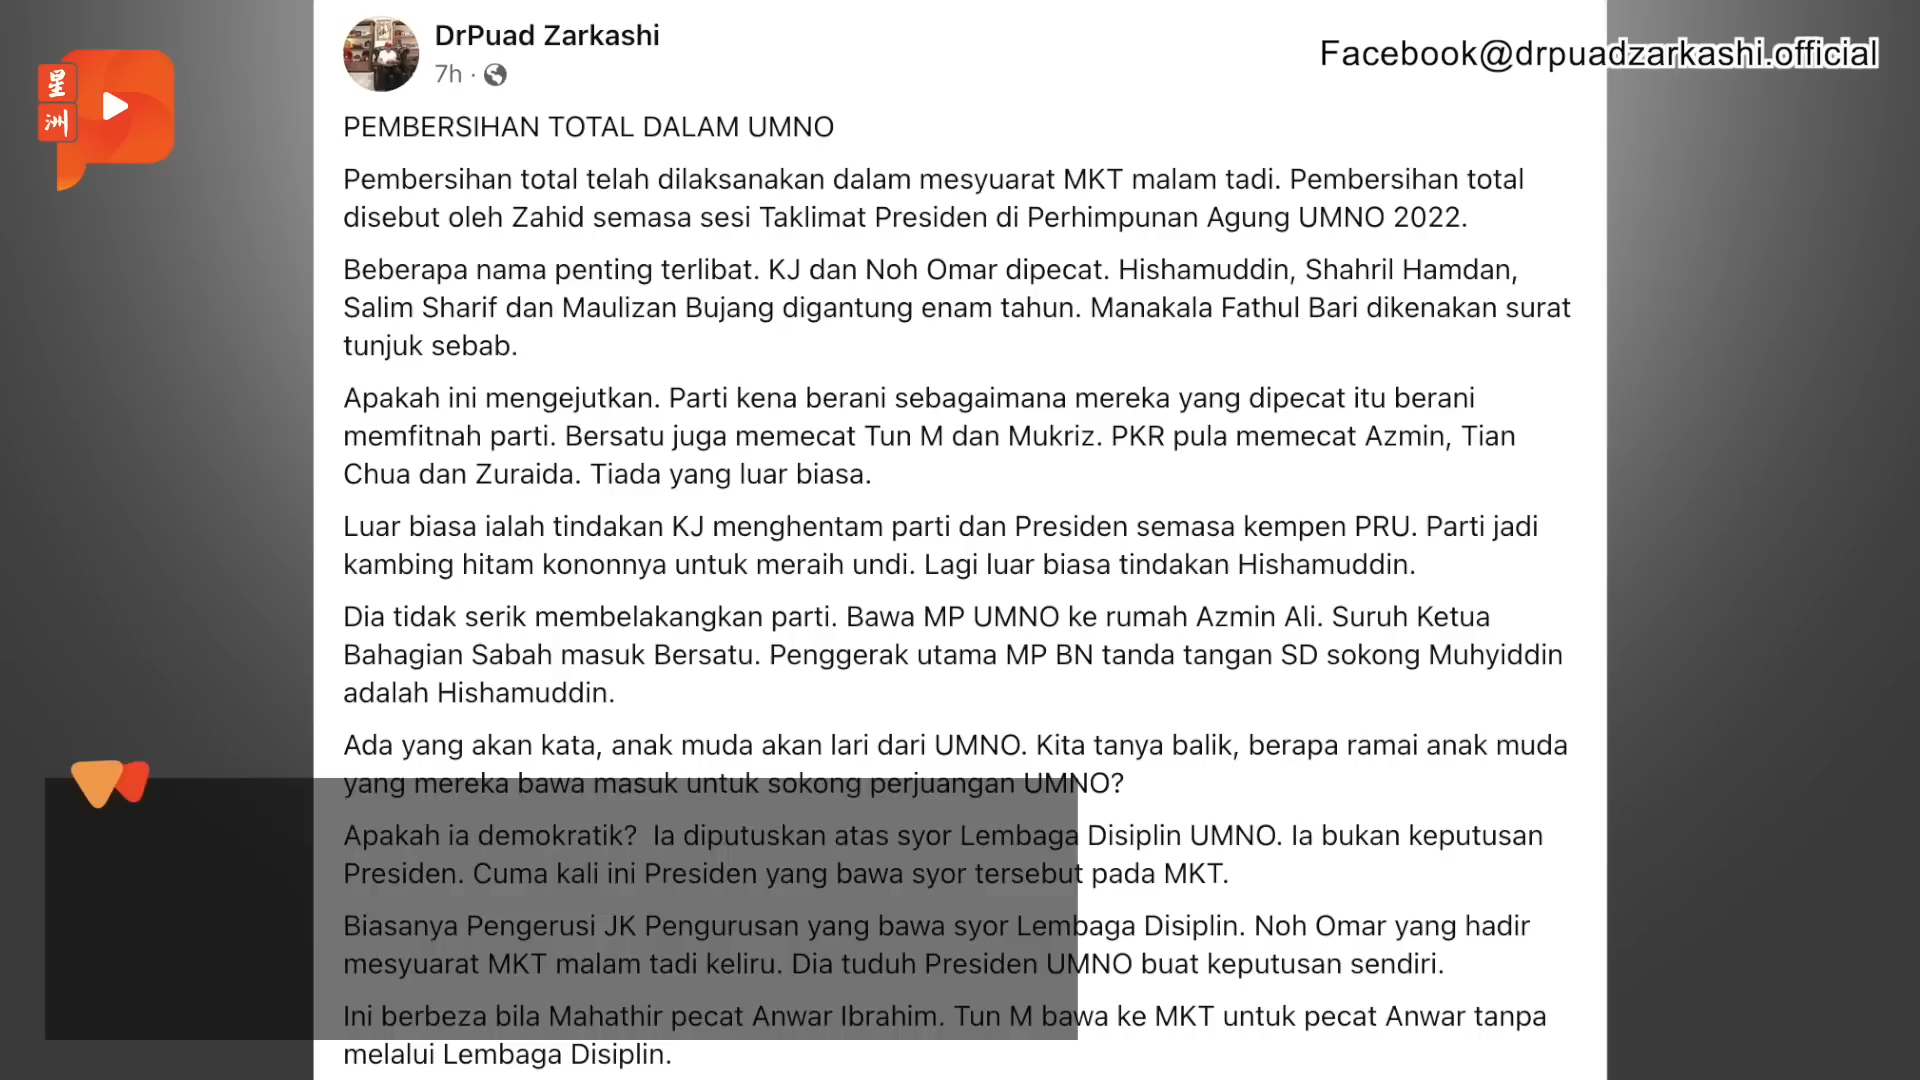 星洲
DrPuad Zarkashi
7h ·
Facebook@drpuadzarkashi.official
PEMBERSIHAN TOTAL DALAM UMNO
Pembersihan total telah dilaksanakan dalam mesyuarat MKT malam tadi. Pembersihan total
disebut oleh Zahid semasa sesi Taklimat Presiden di Perhimpunan Agung UMNO 2022.
Beberapa nama penting terlibat. KJ dan Noh Omar dipecat. Hishamuddin, Shahril Hamdan,
Salim Sharif dan Maulizan Bujang digantung enam tahun. Manakala Fathul Bari dikenakan surat
tunjuk sebab.
Apakah ini mengejutkan. Parti kena berani sebagaimana mereka yang dipecat itu berani
memfitnah parti. Bersatu juga memecat Tun M dan Mukriz. PKR pula memecat Azmin, Tian
Chua dan Zuraida. Tiada yang luar biasa.
Luar biasa ialah tindakan KJ menghentam parti dan Presiden semasa kempen PRU. Parti jadi
kambing hitam kononnya untuk meraih undi. Lagi luar biasa tindakan Hishamuddin.
Dia tidak serik membelakangkan parti. Bawa MP UMNO ke rumah Azmin Ali. Suruh Ketua
Bahagian Sabah masuk Bersatu. Penggerak utama MP BN tanda tangan SD sokong Muhyiddin
adalah Hishamuddin.
Ada yang akan kata, anak muda akan lari dari UMNO. Kita tanya balik, berapa ramai anak muda
yang mereka bawa masuk untuk sokong perjuangan UMNO?
Apakah ia demokratik?  Ia diputuskan atas syor Lembaga Disiplin UMNO. Ia bukan keputusan
Presiden. Cuma kali ini Presiden yang bawa syor tersebut pada MKT.
Biasanya Pengerusi JK Pengurusan yang bawa syor Lembaga Disiplin. Noh Omar yang hadir
mesyuarat MKT malam tadi keliru. Dia tuduh Presiden UMNO buat keputusan sendiri.
Ini berbeza bila Mahathir pecat Anwar Ibrahim. Tun M bawa ke MKT untuk pecat Anwar tanpa
melalui Lembaga Disiplin.